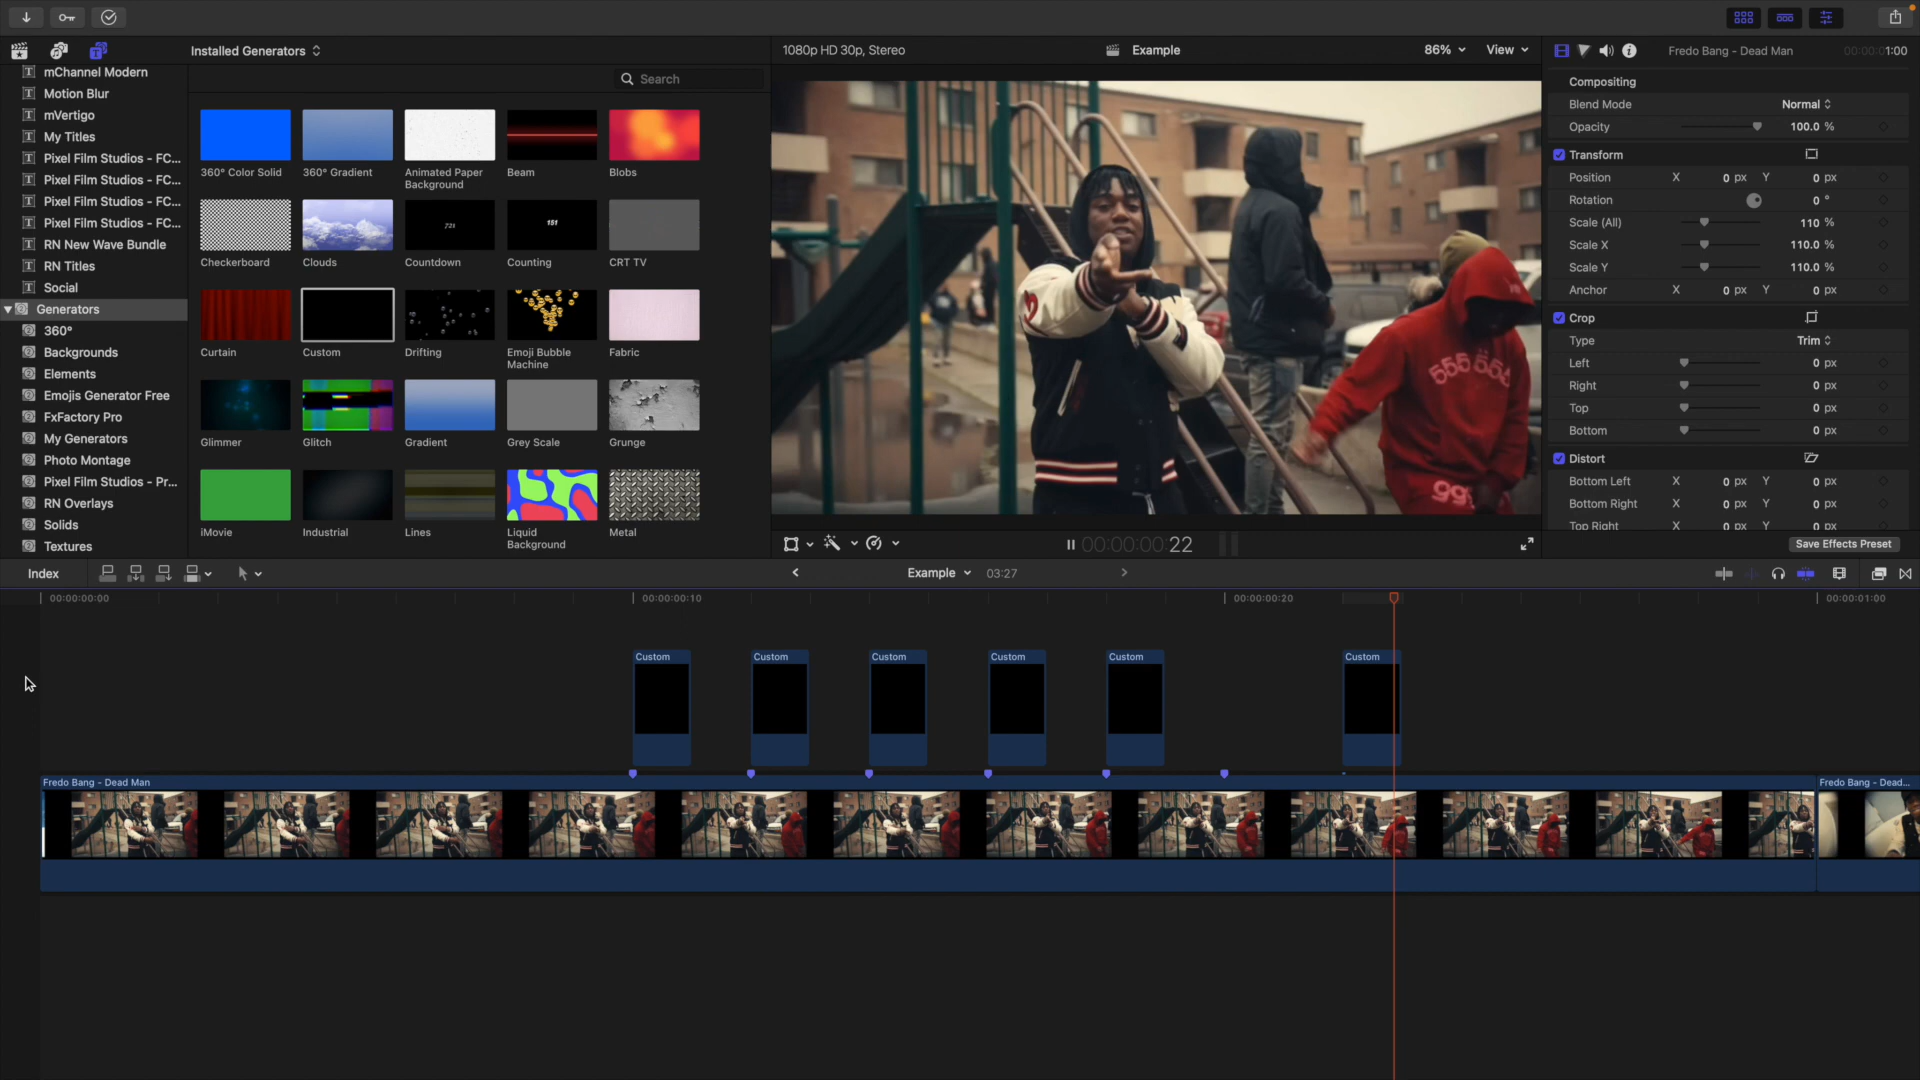 Installed Generators
1080p HD 30p, Stereo
Example
86%
View
Fredo Bang - Dead Man
00:00:00:01:00
mChannel Modern
Motion Blur
mVertigo
My Titles
Pixel Film Studios - FC...
Pixel Film Studios - FC...
Pixel Film Studios - FC...
Pixel Film Studios - FC...
RN New Wave Bundle
RN Titles
Social
Generators
360°
Backgrounds
Elements
Emojis Generator Free
FxFactory Pro
My Generators
Photo Montage
Pixel Film Studios - Pr...
RN Overlays
Solids
Textures
Search
360° Color Solid
360° Gradient
Animated Paper
Background
Beam
Blobs
721
151
Checkerboard
Clouds
Countdown
Counting
CRT TV
Curtain
Custom
Drifting
Emoji Bubble
Machine
Fabric
Glimmer
Glitch
Gradient
Grey Scale
Grunge
iMovie
Industrial
Lines
Liquid
Background
Metal
555 555
99
Compositing
Blend Mode Normal
Opacity 100.0 %
Transform
Position X 0 px Y 0 px
Rotation 0 °
Scale (All) 110 %
Scale X 110.0 %
Scale Y 110.0 %
Anchor X 0 px Y 0 px
Crop
Type Trim
Left 0 px
Right 0 px
Top 0 px
Bottom 0 px
Distort
Bottom Left X 0 px Y 0 px
Bottom Right X 0 px Y 0 px
Top Right X 0 px Y 0 px
Save Effects Preset
00:00:00:22
Index
Example
03:27
00:00:00:00
00:00:00:10
00:00:00:20
00:00:01:00
Custom
Custom
Custom
Custom
Custom
Custom
Fredo Bang - Dead Man
Fredo Bang - Dead...